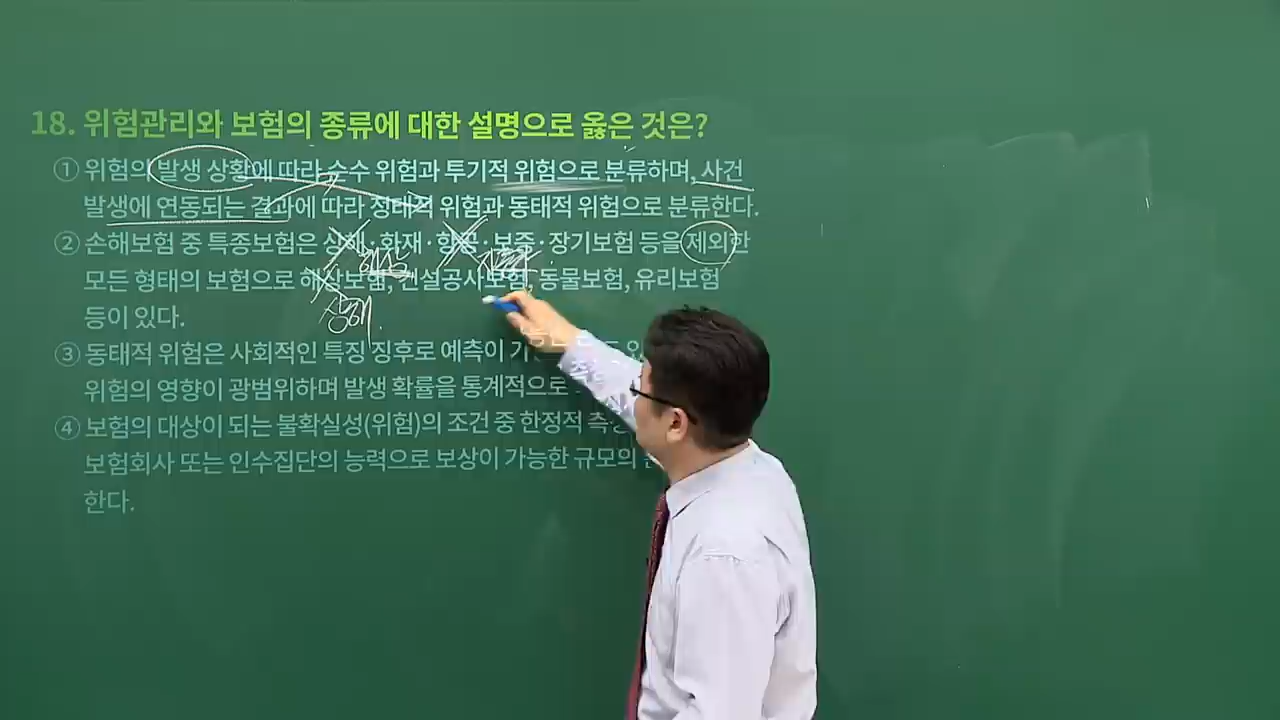 18. 위험관리와 보험의 종류에 대한 설명으로 옳은 것은?
① 위험의 발생 상황에 따라 순수 위험과 투기적 위험으로 분류하며, 사건
발생에 연동되는 결과에 따라 정태적 위험과 동태적 위험으로 분류한다.
② 손해보험 중 특종보험은 상해·화재·항공·보증·장기보험 등을 제외한
해상
모든 형태의 보험으로 해상보험, 건설공사보험, 동물보험, 유리보험
상해
등이 있다.
③ 동태적 위험은 사회적인 특징 징후로 예측이
위험의 영향이 광범위하며 발생 확률을 통계적으로
④ 보험의 대상이 되는 불확실성(위험)의 조건 중 한정적
보험회사 또는 인수집단의 능력으로 보상이 가능한 규모의
한다.